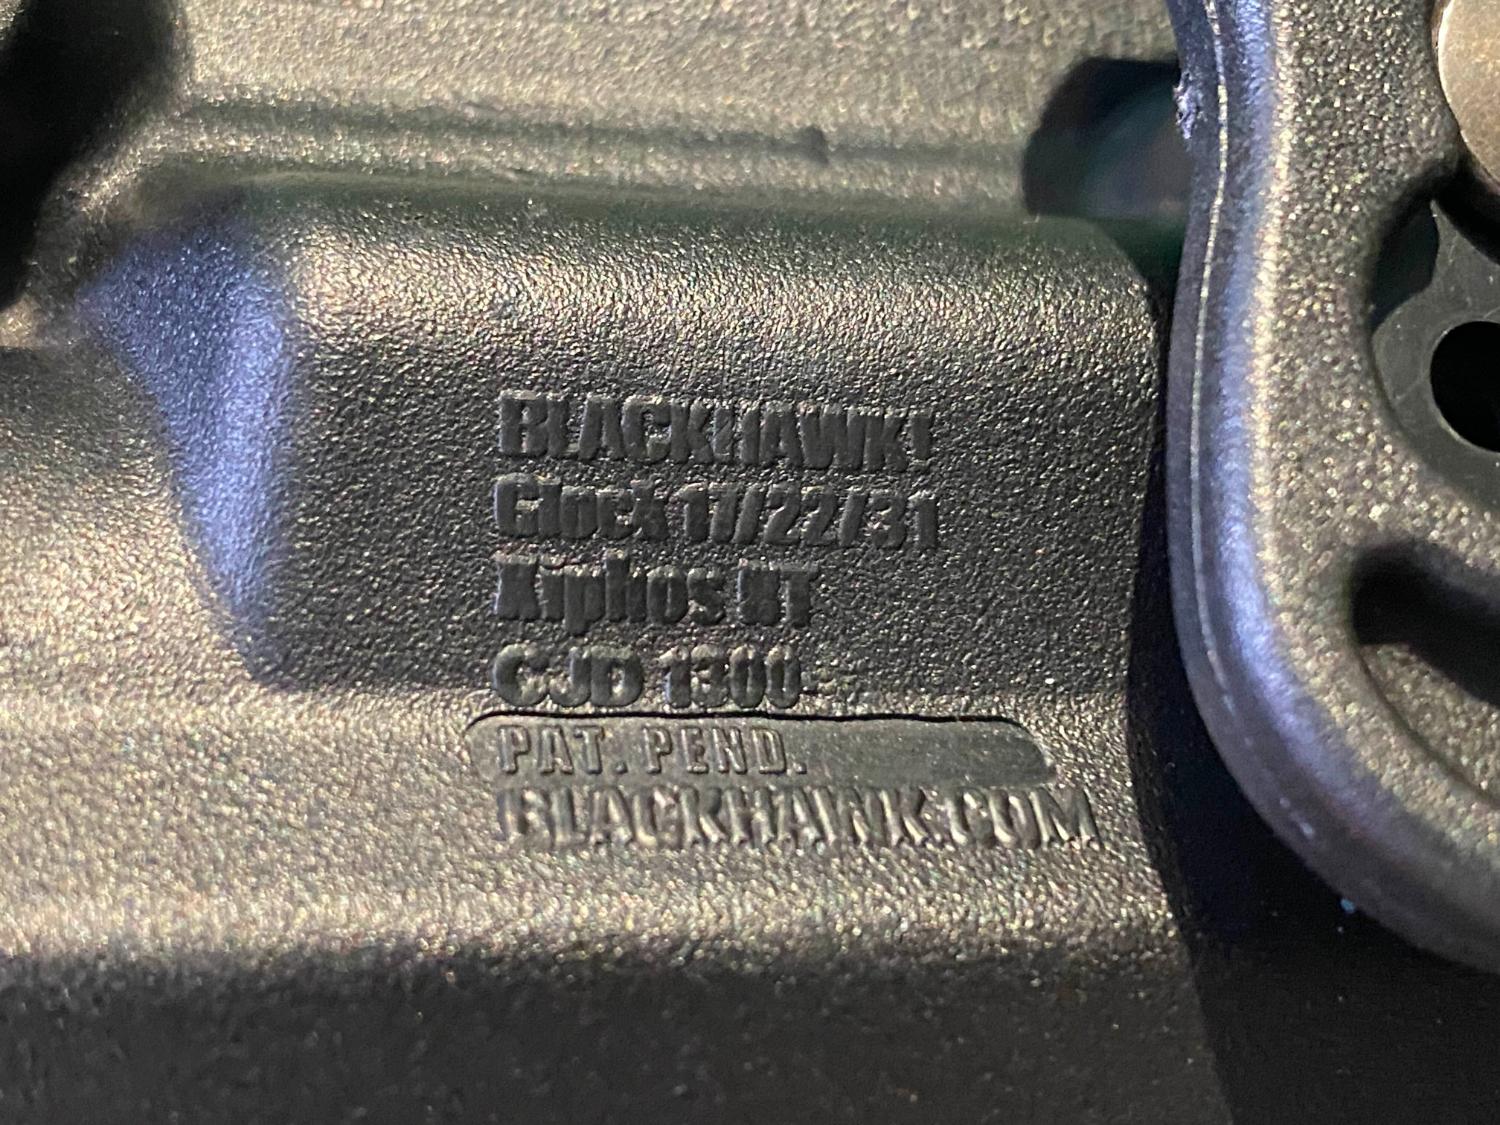 BLACKHAWK!
Glock 17/22/31
Xiphos NT
CJD 1300
PAT. PEND.
BLACKHAWK.COM